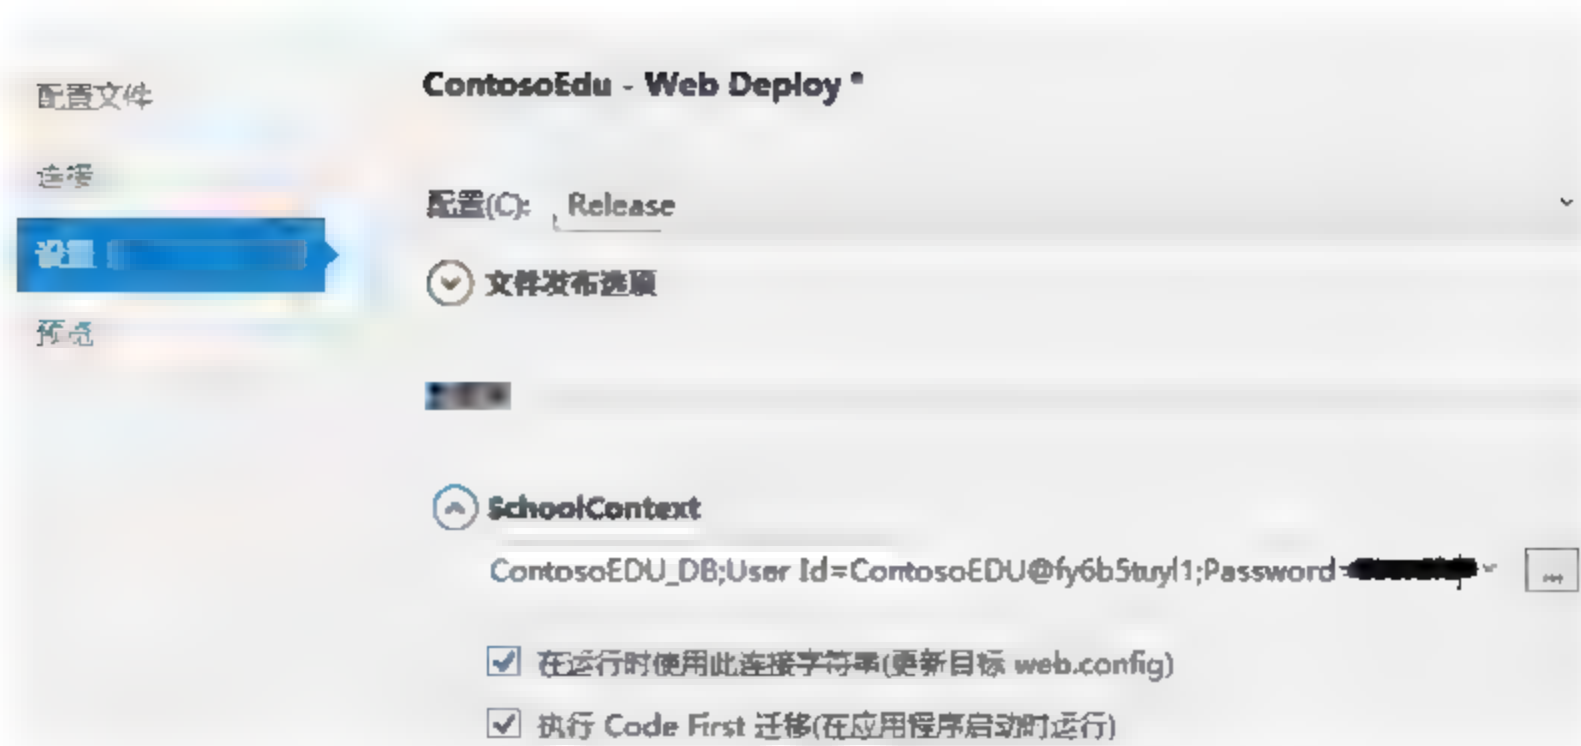 配置文件
连接
设置
预览
ContosoEdu - Web Deploy *
配置(C): Release
文件发布选项
SchoolContext
ContosoEDU_DB;User Id=ContosoEDU@fy6b5tuyl1;Password=
...
在运行时使用此连接字符串(更新目标 web.config)
执行 Code First 迁移(在应用程序启动时运行)